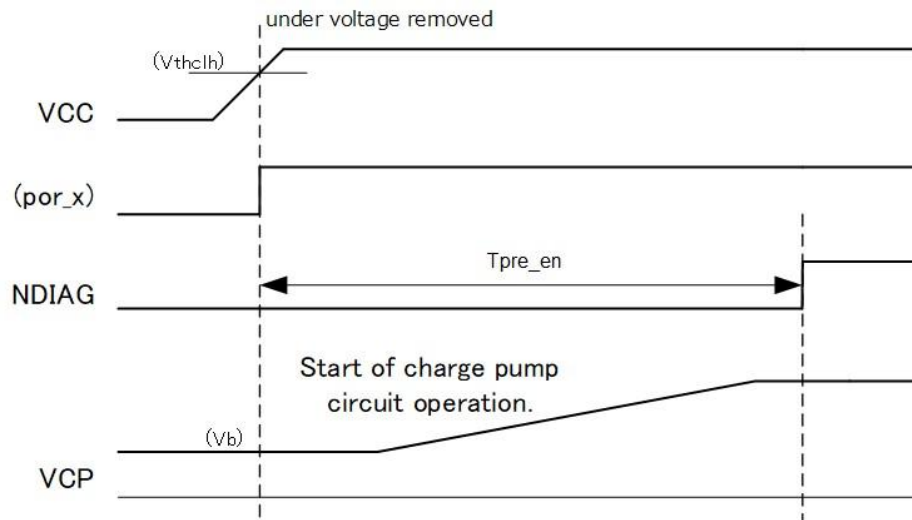 under voltage removed
(Vthclh)
VCC
(por_x)
Tpre_en
NDIAG
Start of charge pump
circuit operation.
(Vb)
VCP